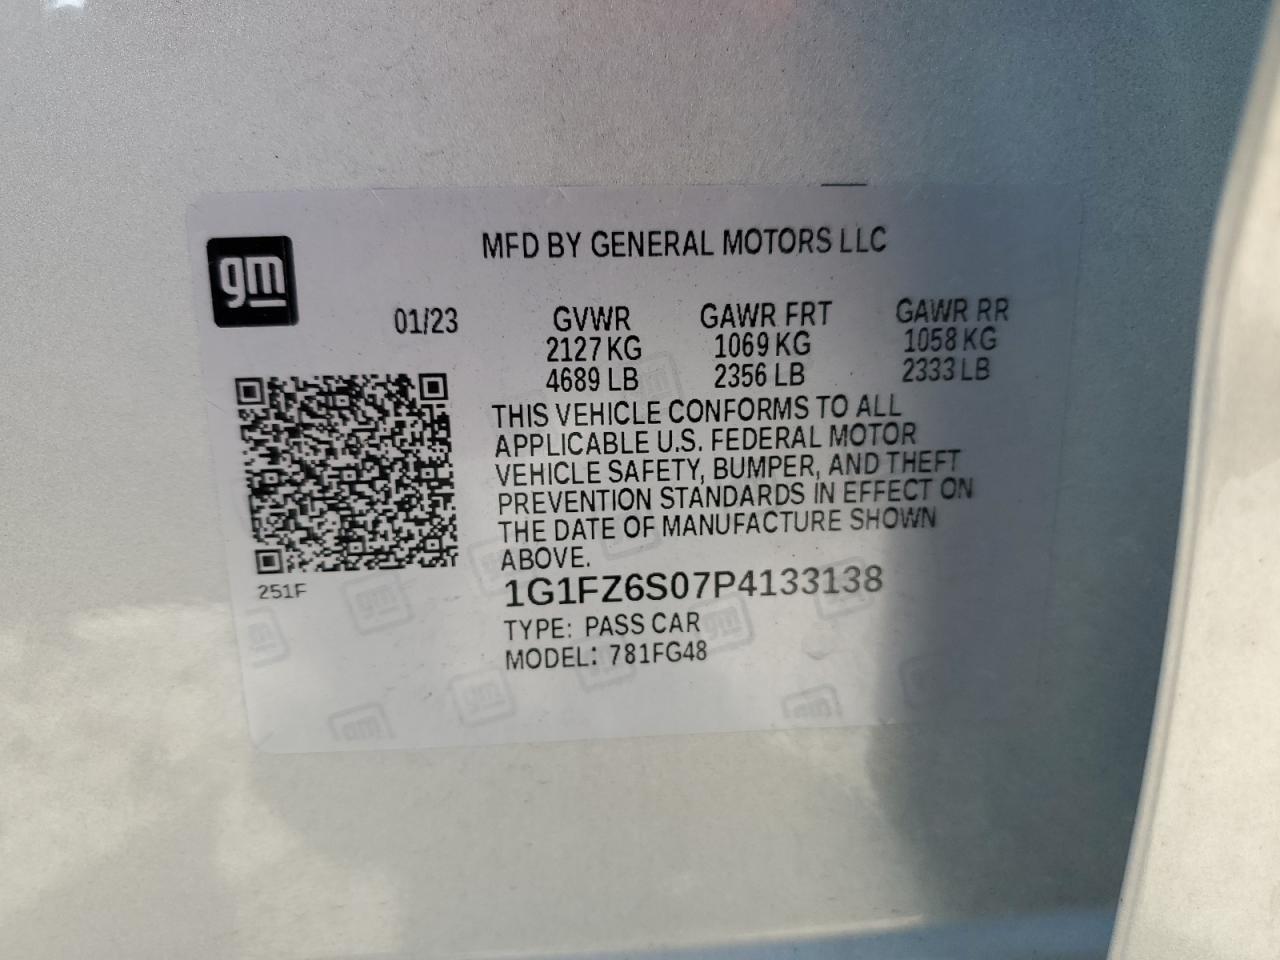 MFD BY GENERAL MOTORS LLC
gm
01/23 GVWR GAWR FRT GAWR RR
2127 KG 1069 KG 1058 KG
4689 LB 2356 LB 2333 LB
THIS VEHICLE CONFORMS TO ALL
APPLICABLE U.S. FEDERAL MOTOR
VEHICLE SAFETY, BUMPER, AND THEFT
PREVENTION STANDARDS IN EFFECT ON
THE DATE OF MANUFACTURE SHOWN
ABOVE.
251F
1G1FZ6S07P4133138
TYPE: PASS CAR
MODEL: 781FG48